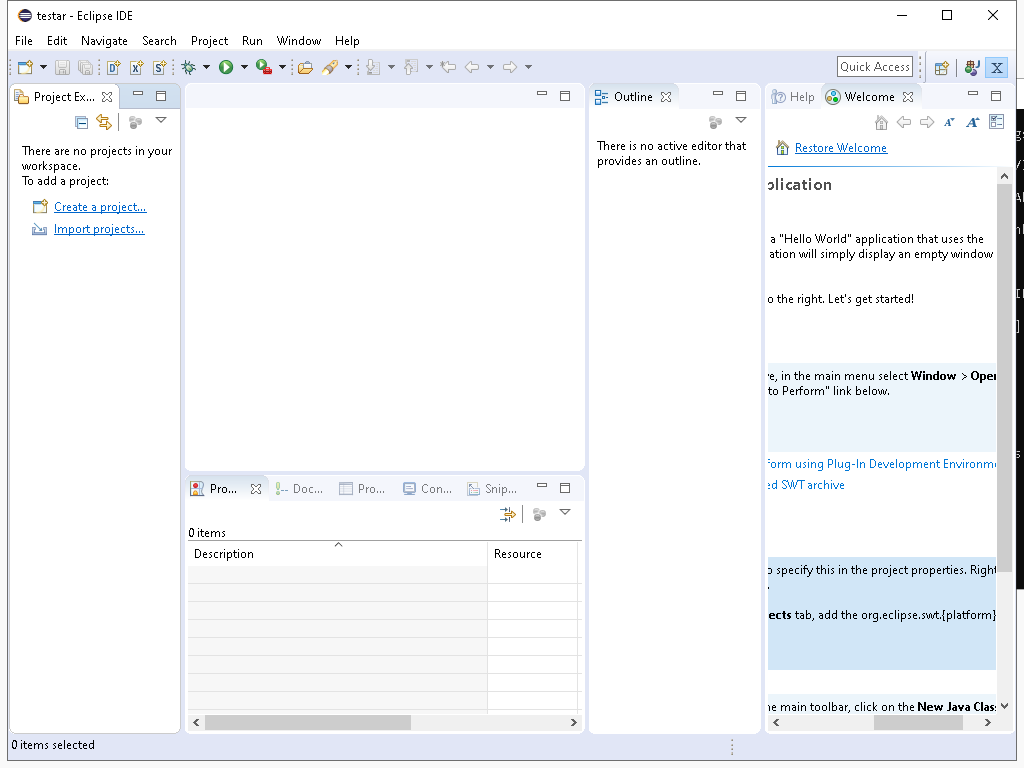 testar - Eclipse IDE
File Edit Navigate Search Project Run Window Help
Quick Access
Project Ex...
There are no projects in your
workspace.
To add a project:
Create a project...
Import projects...
Outline
There is no active editor that
provides an outline.
Help Welcome
Restore Welcome
plication
a "Hello World" application that uses the
ation will simply display an empty window
o the right. Let's get started!
e, in the main menu select Window > Open
to Perform" link below.
form using Plug-In Development Environme
ed SWT archive
o specify this in the project properties. Right
ects tab, add the org.eclipse.swt.{platform}
e main toolbar, click on the New Java Clas
Pro... Doc... Pro... Con... Snip...
0 items
Description Resource
0 items selected